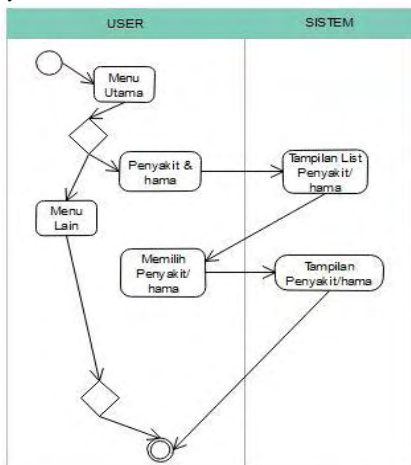 USER
SISTEM
Menu
Utama
Penyakit &
hama
Tampilan List
Penyakit/
hama
Menu
Lain
Memilih
Penyakit/
hama
Tampilan
Penyakit/hama